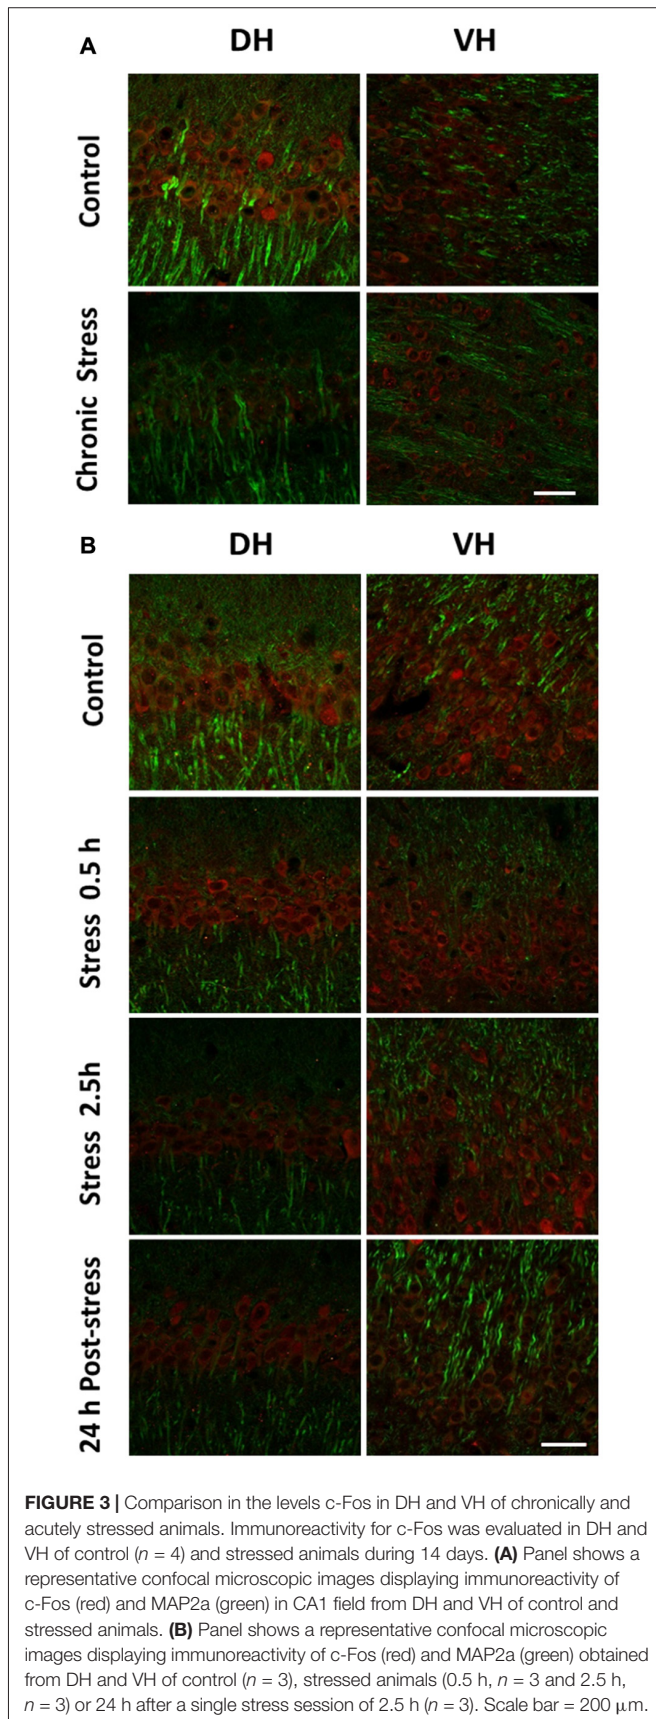 A
DH VH
Control
Chronic Stress
B
DH VH
Control
Stress 0.5 h
Stress 2.5h
24 h Post-stress
FIGURE 3 | Comparison in the levels c-Fos in DH and VH of chronically and
acutely stressed animals. Immunoreactivity for c-Fos was evaluated in DH and
VH of control (n = 4) and stressed animals during 14 days. (A) Panel shows a
representative confocal microscopic images displaying immunoreactivity of
c-Fos (red) and MAP2a (green) in CA1 field from DH and VH of control and
stressed animals. (B) Panel shows a representative confocal microscopic
images displaying immunoreactivity of c-Fos (red) and MAP2a (green) obtained
from DH and VH of control (n = 3), stressed animals (0.5 h, n = 3 and 2.5 h,
n = 3) or 24 h after a single stress session of 2.5 h (n = 3). Scale bar = 200 μm.